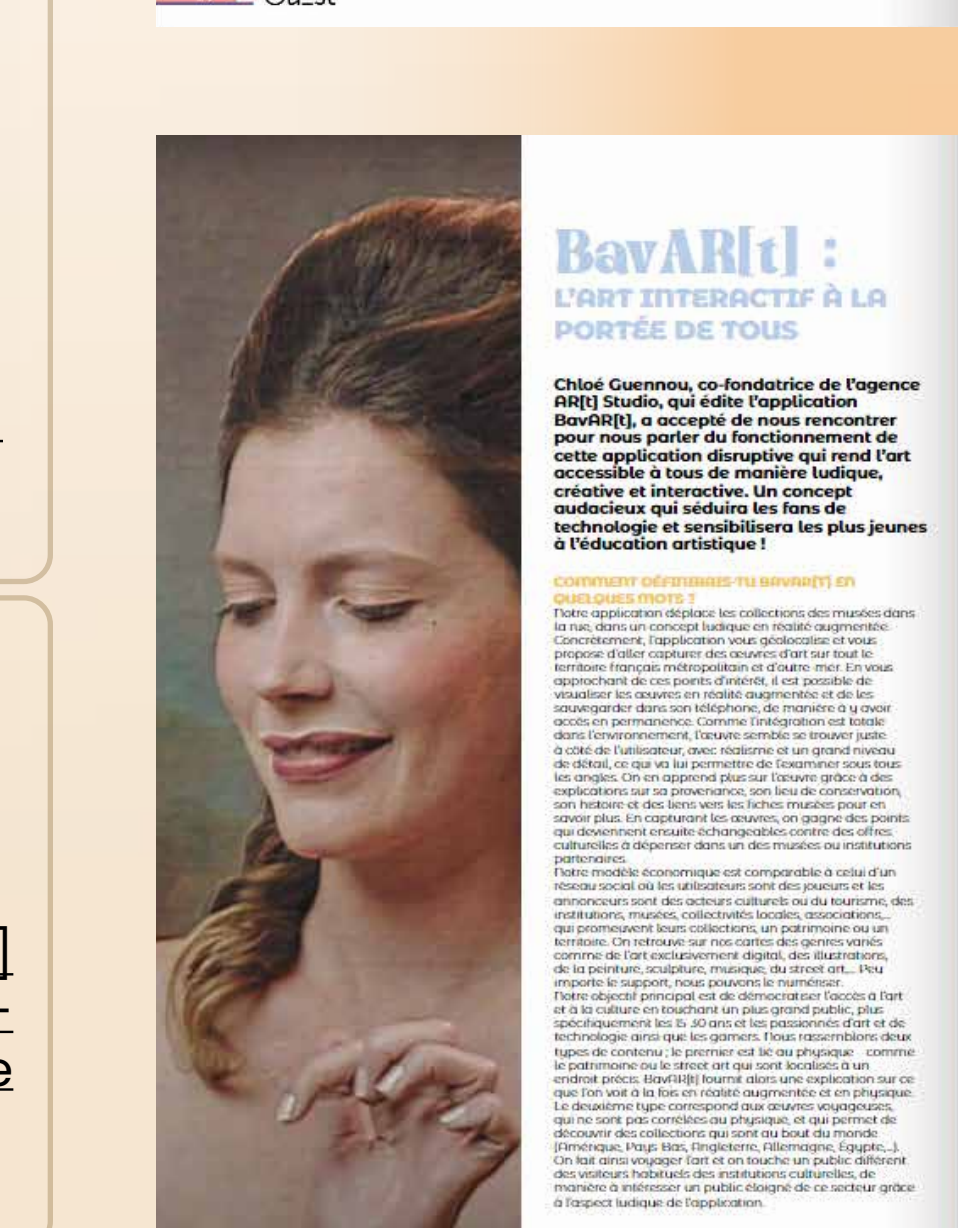 Ouest
BavAR[t] :
L'ART INTERACTIF À LA
PORTÉE DE TOUS
Chloé Guennou, co-fondatrice de l'agence
AR[t] Studio, qui édite l'application
BavAR[t], a accepté de nous rencontrer
pour nous parler du fonctionnement de
cette application disruptive qui rend l'art
accessible à tous de manière ludique,
créative et interactive. Un concept
audacieux qui séduira les fans de
technologie et sensibilisera les plus jeunes
à l'éducation artistique !
COMMENT DÉFINIRAIS-TU BAVAR[T] EN
QUELQUES MOTS ?
Notre application déplace les collections des musées dans
la rue, dans un concept ludique en réalité augmentée.
Concrètement, l'application vous géolocalise et vous
propose d'aller capturer des œuvres d'art sur tout le
territoire français métropolitain et d'outre-mer. En vous
approchant de ces points d'intérêt, il est possible de
visualiser les œuvres en réalité augmentée et de les
sauvegarder dans son téléphone, de manière à y avoir
accès en permanence. Comme l'intégration est totale
dans l'environnement, l'œuvre semble se trouver juste
à côté de l'utilisateur, avec réalisme et un grand niveau
de détail, ce qui va lui permettre de l'examiner sous tous
les angles. On en apprend plus sur l'œuvre grâce à des
explications sur sa provenance, son lieu de conservation,
son histoire et des liens vers les fiches musées pour en
savoir plus. En capturant les œuvres, on gagne des points
qui deviennent ensuite échangeables contre des offres
culturelles à dépenser dans un des musées ou institutions
partenaires.
Notre modèle économique est comparable à celui d'un
réseau social où les utilisateurs sont des joueurs et les
annonceurs sont des acteurs culturels ou du tourisme, des
institutions, musées, collectivités locales, associations,...
qui promeuvent leurs collections, un patrimoine ou un
territoire. On retrouve sur nos cartes des genres variés
comme de l'art exclusivement digital, des illustrations,
de la peinture, sculpture, musique, du street art,... Peu
importe le support, nous pouvons le numériser.
Notre objectif principal est de démocratiser l'accès à l'art
et à la culture en touchant un plus grand public, plus
spécifiquement les 15-30 ans et les passionnés d'art et de
technologie ainsi que les gamers. Nous rassemblons deux
types de contenu ; le premier est lié au physique - comme
le patrimoine ou le street art qui sont localisés à un
endroit précis. BavAR[t] fournit alors une explication sur ce
que l'on voit à la fois en réalité augmentée et en physique.
Le deuxième type correspond aux œuvres voyageuses,
qui ne sont pas corrélées au physique, et qui permet de
découvrir des collections qui sont au bout du monde
(Amérique, Pays-Bas, Angleterre, Allemagne, Égypte,...).
On fait ainsi voyager l'art et on touche un public différent
des visiteurs habituels des institutions culturelles, de
manière à intéresser un public éloigné de ce secteur grâce
à l'aspect ludique de l'application.
]
e